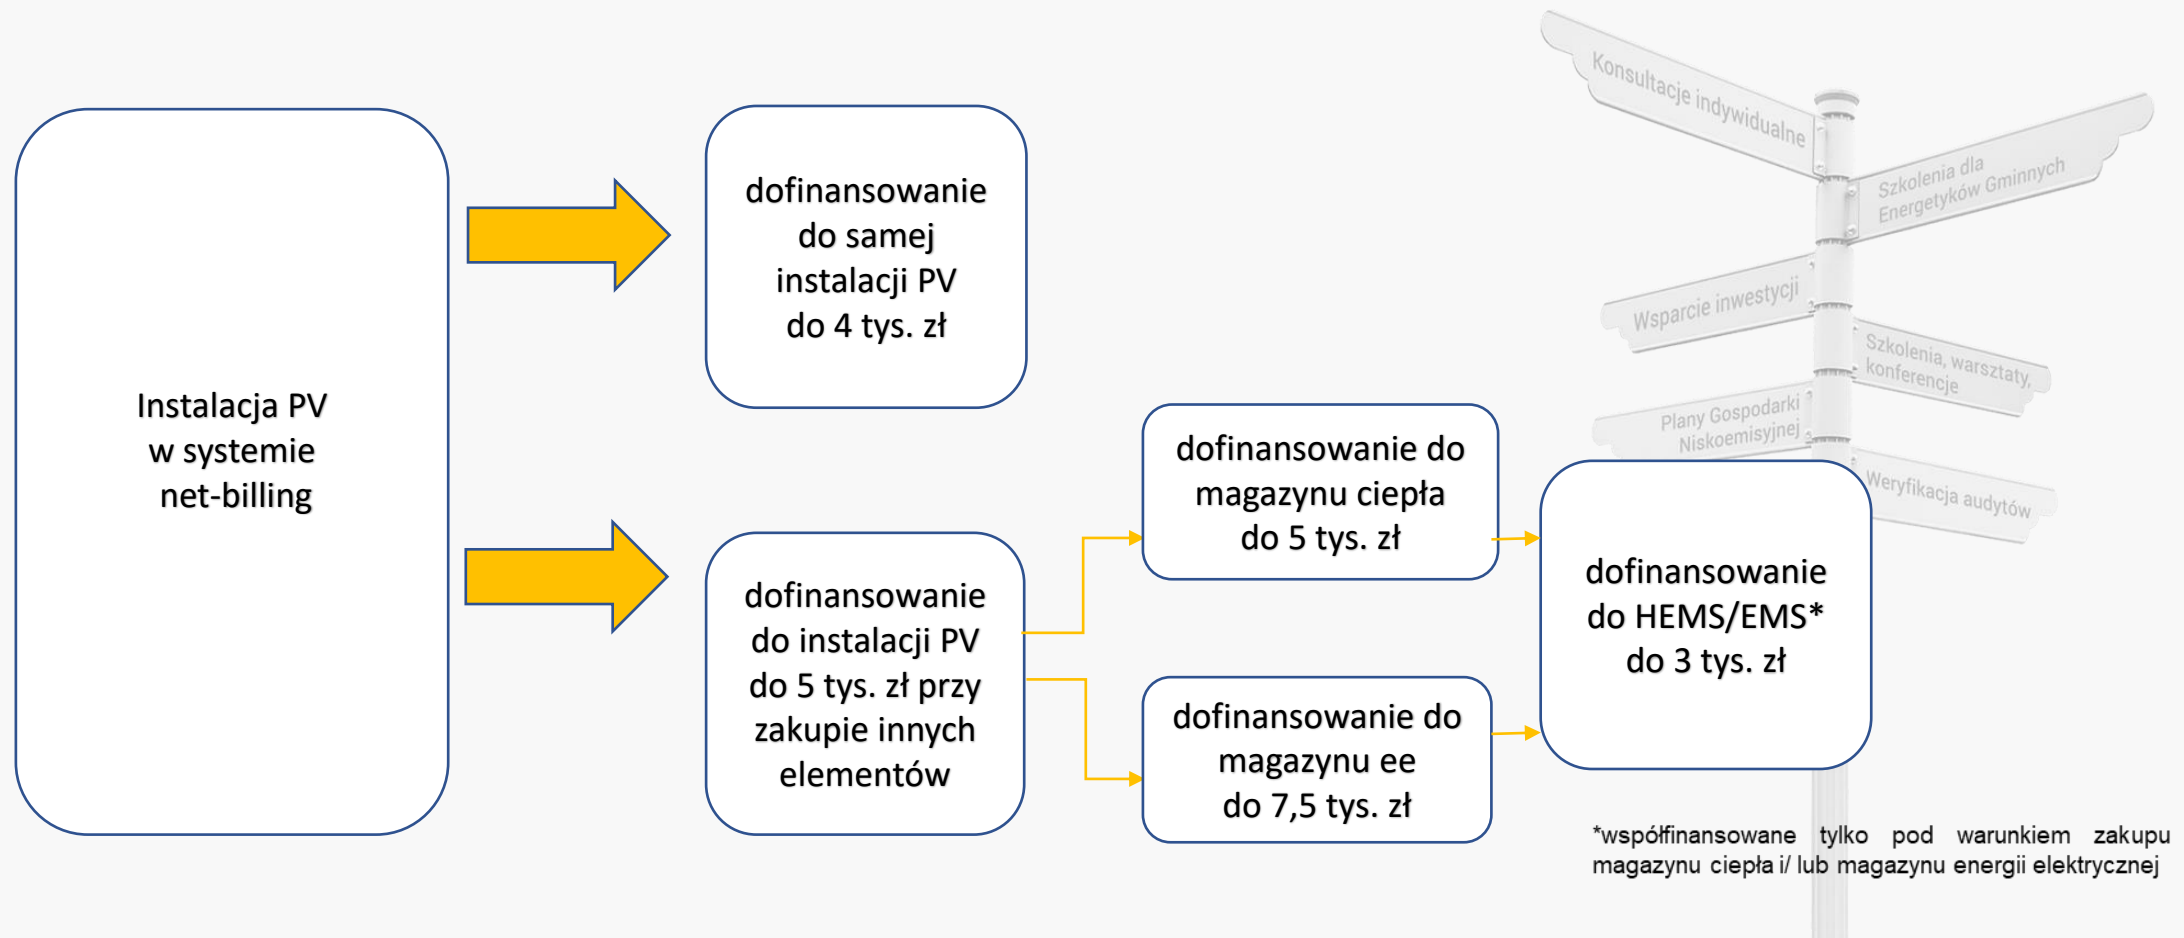 Konsultacje indywidualne
Szkolenia dla
Energetyków Gminnych
Wsparcie inwestycji
Szkolenia, warsztaty,
konferencje
Plany Gospodarki
Niskoemisyjnej
Weryfikacja audytów
Instalacja PV
w systemie
net-billing
dofinansowanie
do samej
instalacji PV
do 4 tys. zł
dofinansowanie
do instalacji PV
do 5 tys. zł przy
zakupie innych
elementów
dofinansowanie do
magazynu ciepła
do 5 tys. zł
dofinansowanie do
magazynu ee
do 7,5 tys. zł
dofinansowanie
do HEMS/EMS*
do 3 tys. zł
*współfinansowane tylko pod warunkiem zakupu
magazynu ciepła i/ lub magazynu energii elektrycznej